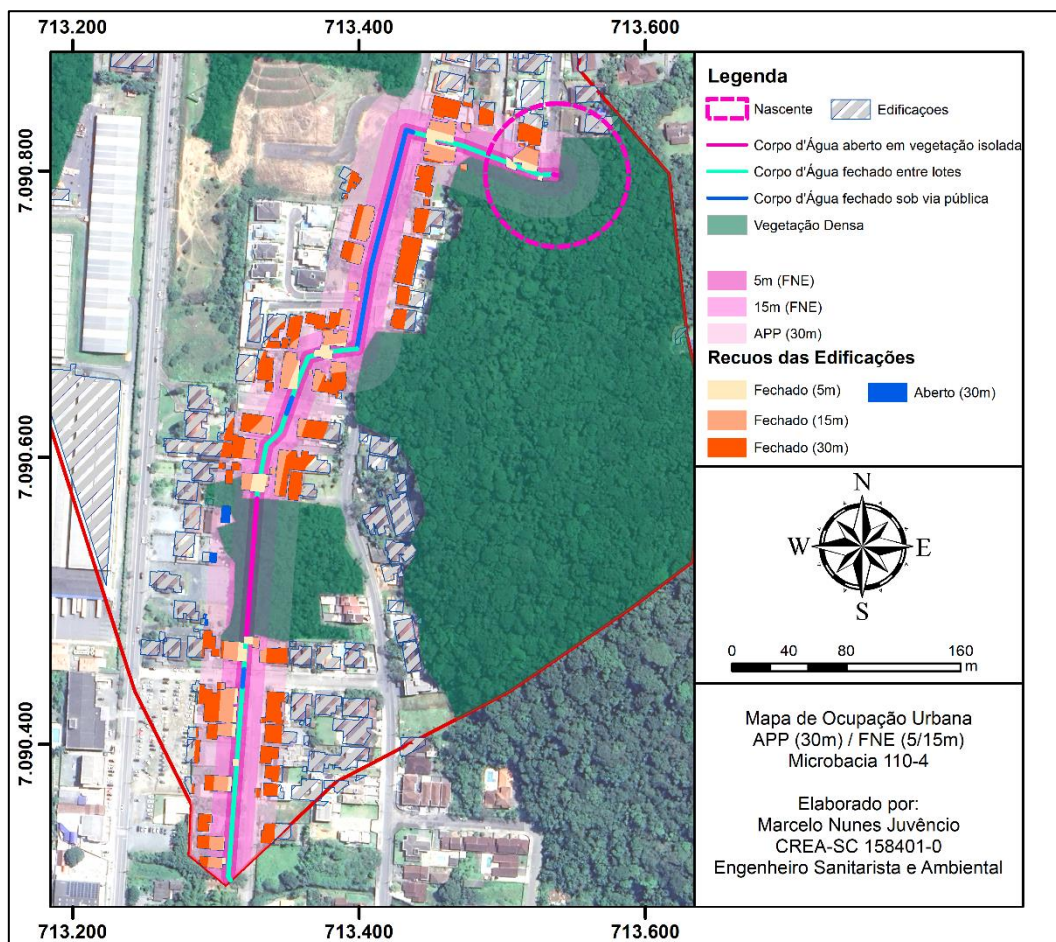 713.200 713.400 713.600
7.090.800
7.090.600
7.090.400
713.200 713.400 713.600
Legenda
Nascente Edificaçoes
Corpo d'Água aberto em vegetação isolada
Corpo d'Água fechado entre lotes
Corpo d'Água fechado sob via pública
Vegetação Densa
5m (FNE)
15m (FNE)
APP (30m)
Recuos das Edificações
Fechado (5m) Aberto (30m)
Fechado (15m)
Fechado (30m)
N
W E
S
0 40 80 160
m
Mapa de Ocupação Urbana
APP (30m) / FNE (5/15m)
Microbacia 110-4
Elaborado por:
Marcelo Nunes Juvêncio
CREA-SC 158401-0
Engenheiro Sanitarista e Ambiental